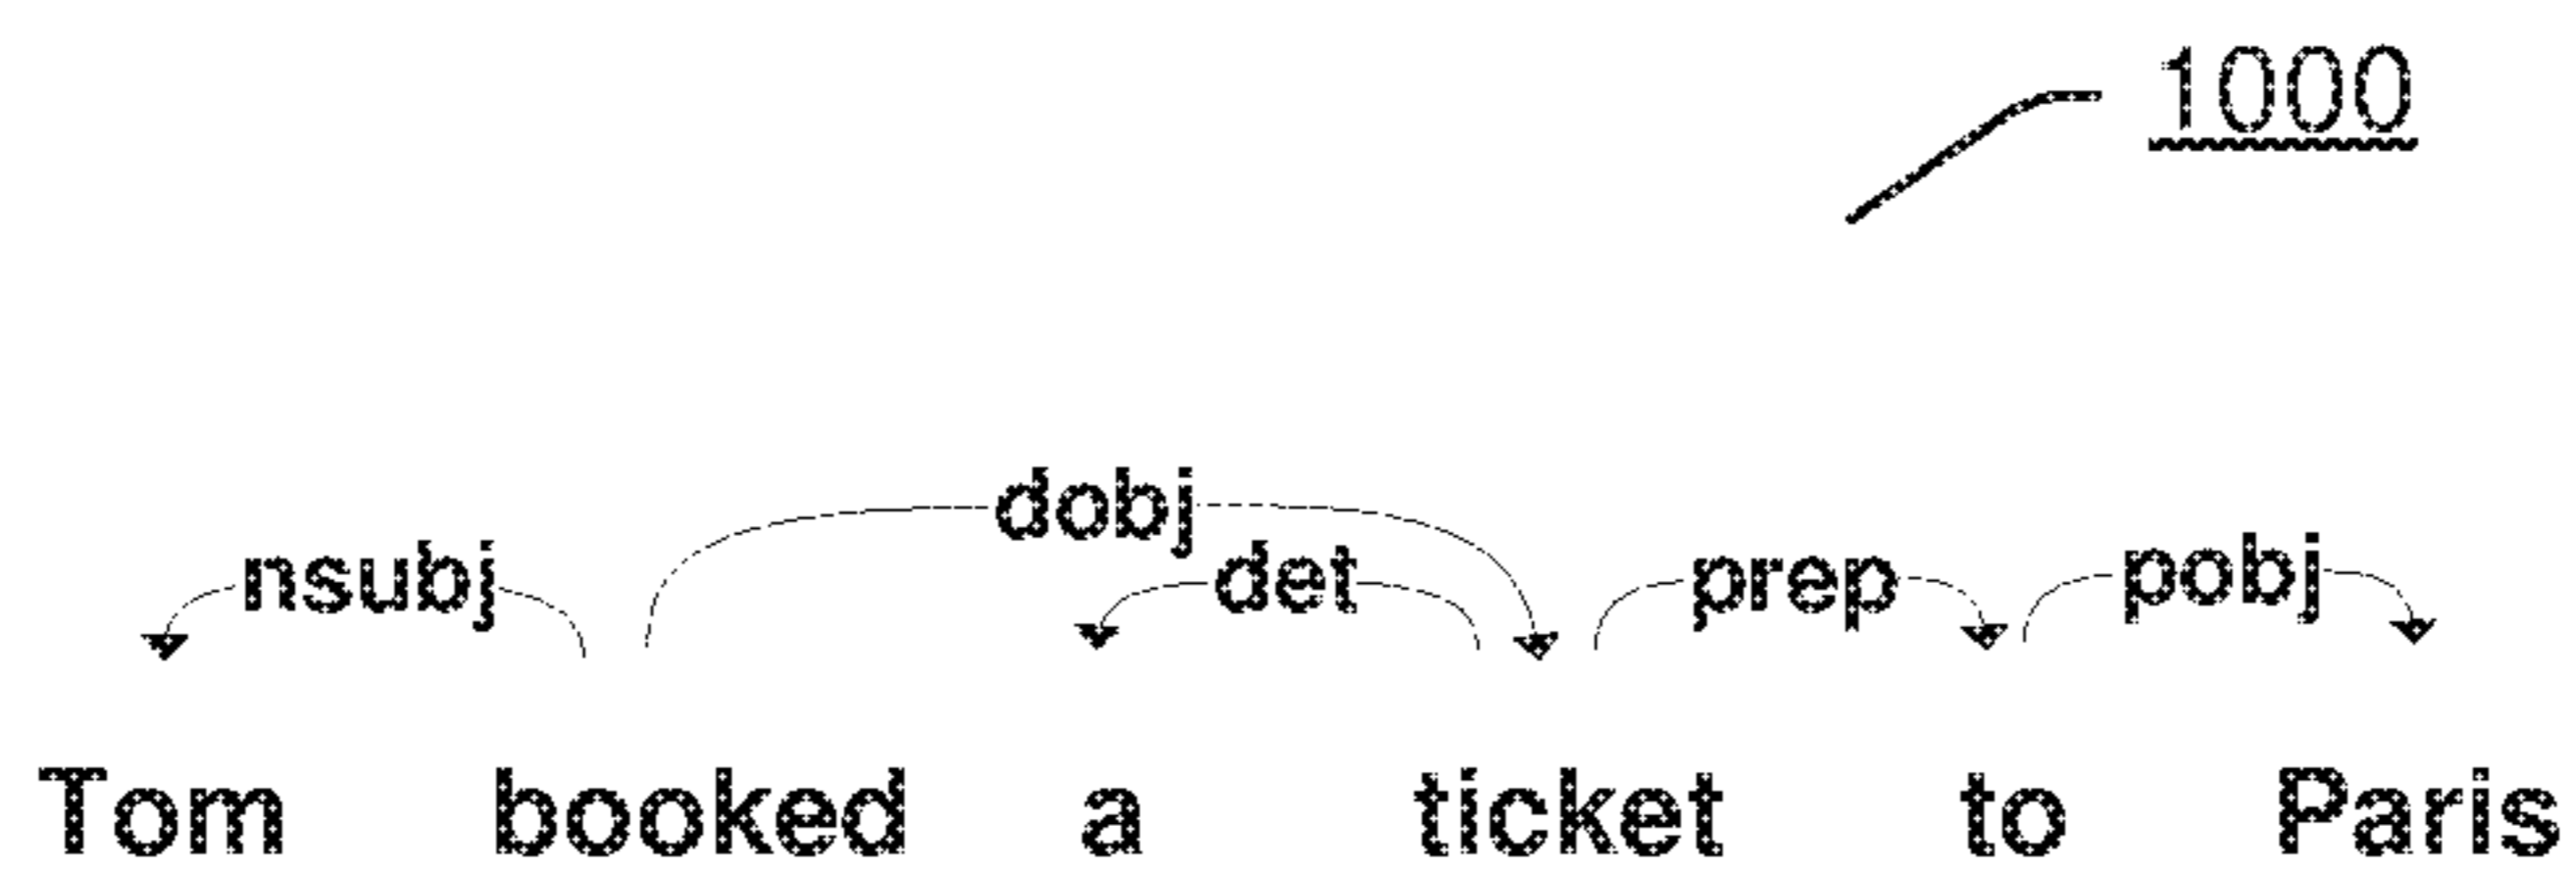 1000
dobj
nsubj det prep pobj
Tom booked a ticket to Paris